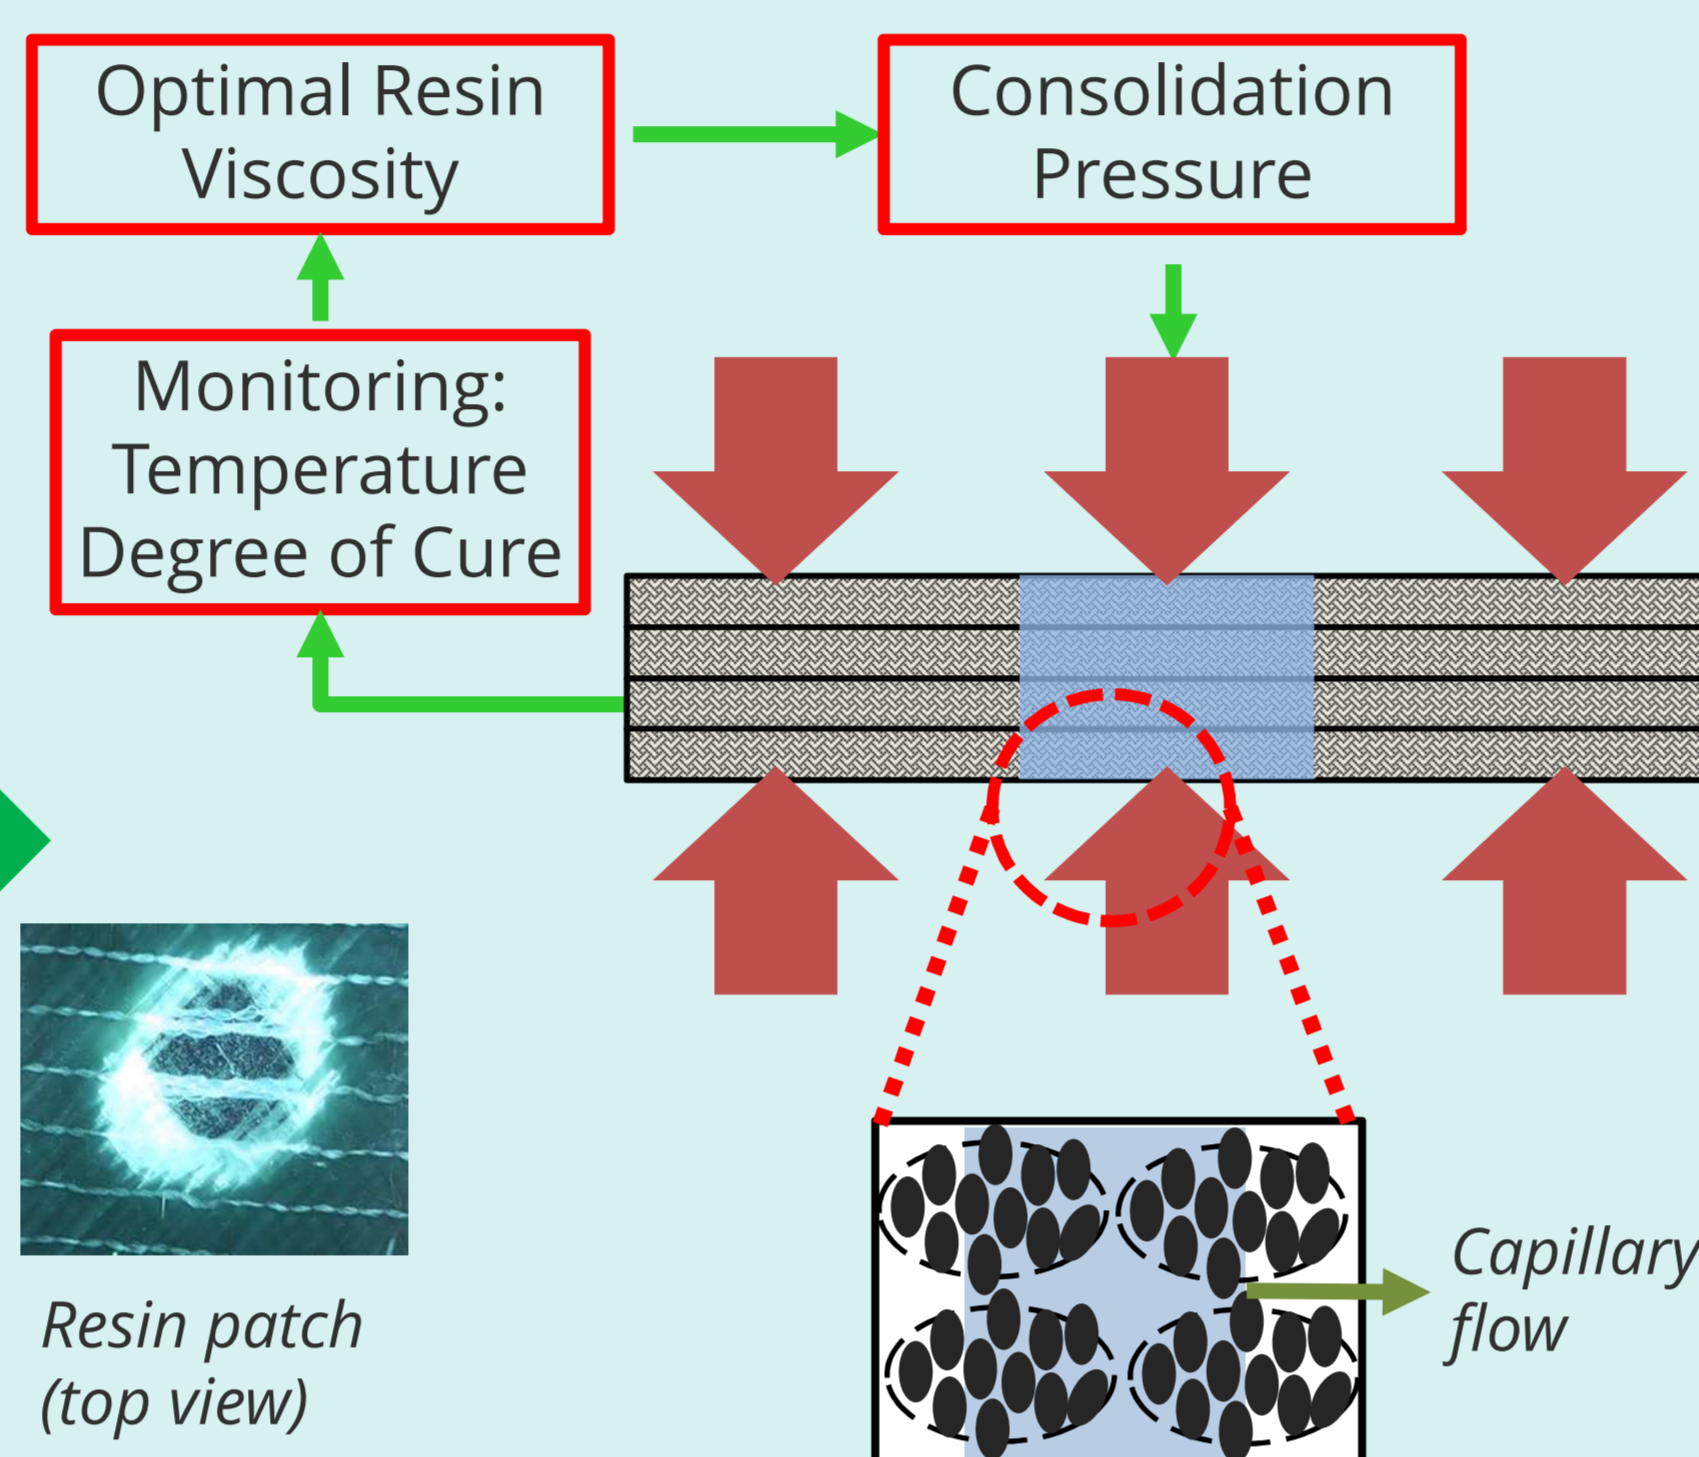 Optimal Resin
Viscosity
Consolidation
Pressure
Monitoring:
Temperature
Degree of Cure
Resin patch
(top view)
Capillary
flow